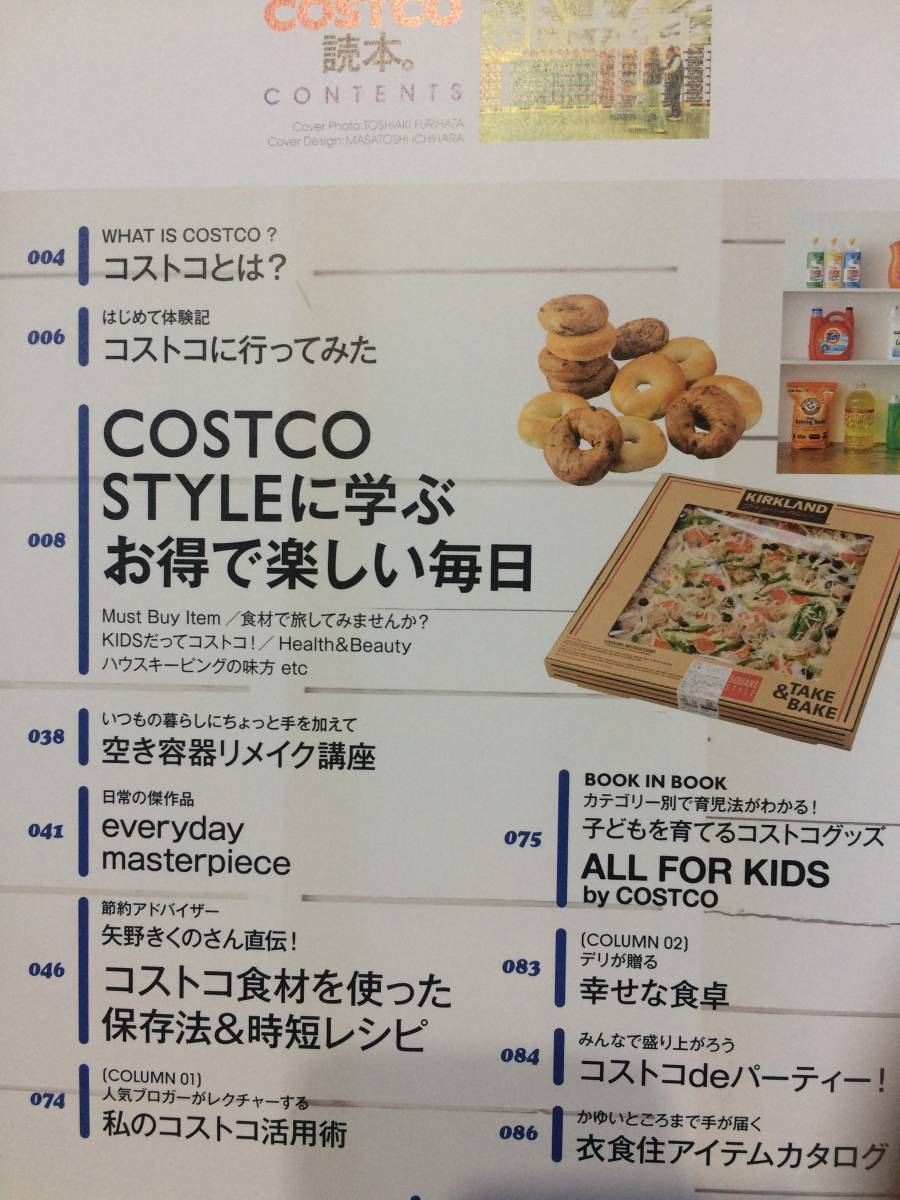 COSTCO
読本。
CONTENTS
Cover Photo:TOSHIAKI FURIHATA
Cover Design:MASATOSHI ICHIHARA
004
WHAT IS COSTCO ?
コストコとは？
006
はじめて体験記
コストコに行ってみた
008
COSTCO
STYLEに学ぶ
お得で楽しい毎日
Must Buy Item ／食材で旅してみませんか？
KIDSだってコストコ！／ Health&Beauty
ハウスキーピングの味方 etc
038
いつもの暮らしにちょっと手を加えて
空き容器リメイク講座
041
日常の傑作品
everyday
masterpiece
046
節約アドバイザー
矢野きくのさん直伝！
コストコ食材を使った
保存法&時短レシピ
074
(COLUMN 01)
人気ブロガーがレクチャーする
私のコストコ活用術
Tide
ARM & HAMMER
Baking Soda
KIRKLAND
SQUARE
STYLE
TAKE
&BAKE
075
BOOK IN BOOK
カテゴリー別で育児法がわかる！
子どもを育てるコストコグッズ
ALL FOR KIDS
by COSTCO
083
(COLUMN 02)
デリが贈る
幸せな食卓
084
みんなで盛り上がろう
コストコdeパーティー！
086
かゆいところまで手が届く
衣食住アイテムカタログ